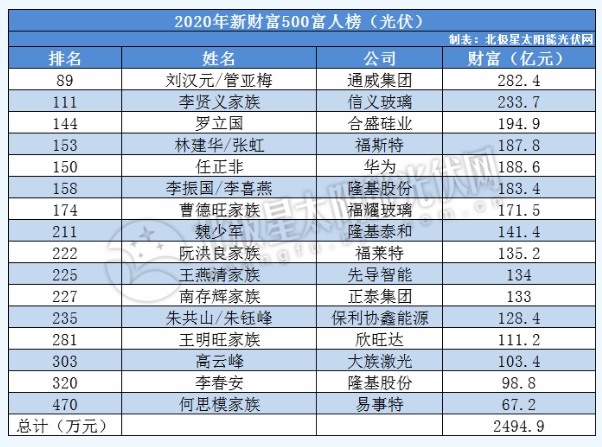 2020年新财富500富人榜（光伏）
制表：北极星太阳能光伏网
排名 姓名 公司 财富（亿元）
89 刘汉元/管亚梅 通威集团 282.4
111 李贤义家族 信义玻璃 233.7
144 罗立国 合盛硅业 194.9
153 林建华/张虹 福斯特 187.8
150 任正非 华为 188.6
158 李振国/李喜燕 隆基股份 183.4
174 曹德旺家族 福耀玻璃 171.5
211 魏少军 隆基泰和 141.4
222 阮洪良家族 福莱特 135.2
225 王燕清家族 先导智能 134
227 南存辉家族 正泰集团 133
235 朱共山/朱钰峰 保利协鑫能源 128.4
281 王明旺家族 欣旺达 111.2
303 高云峰 大族激光 103.4
320 李春安 隆基股份 98.8
470 何思模家族 易事特 67.2
总计（万元） 2494.9
北极星太阳能光伏网